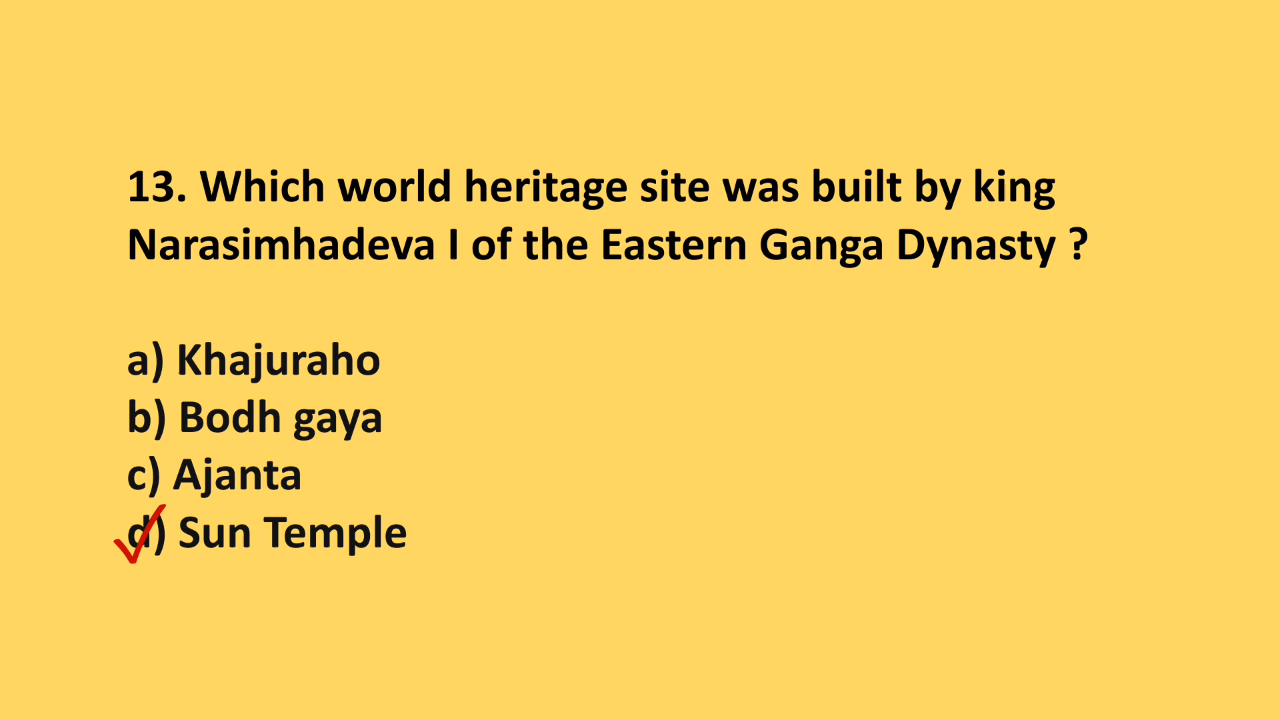 13. Which world heritage site was built by king
Narasimhadeva I of the Eastern Ganga Dynasty ?
a) Khajuraho
b) Bodh gaya
c) Ajanta
d) Sun Temple